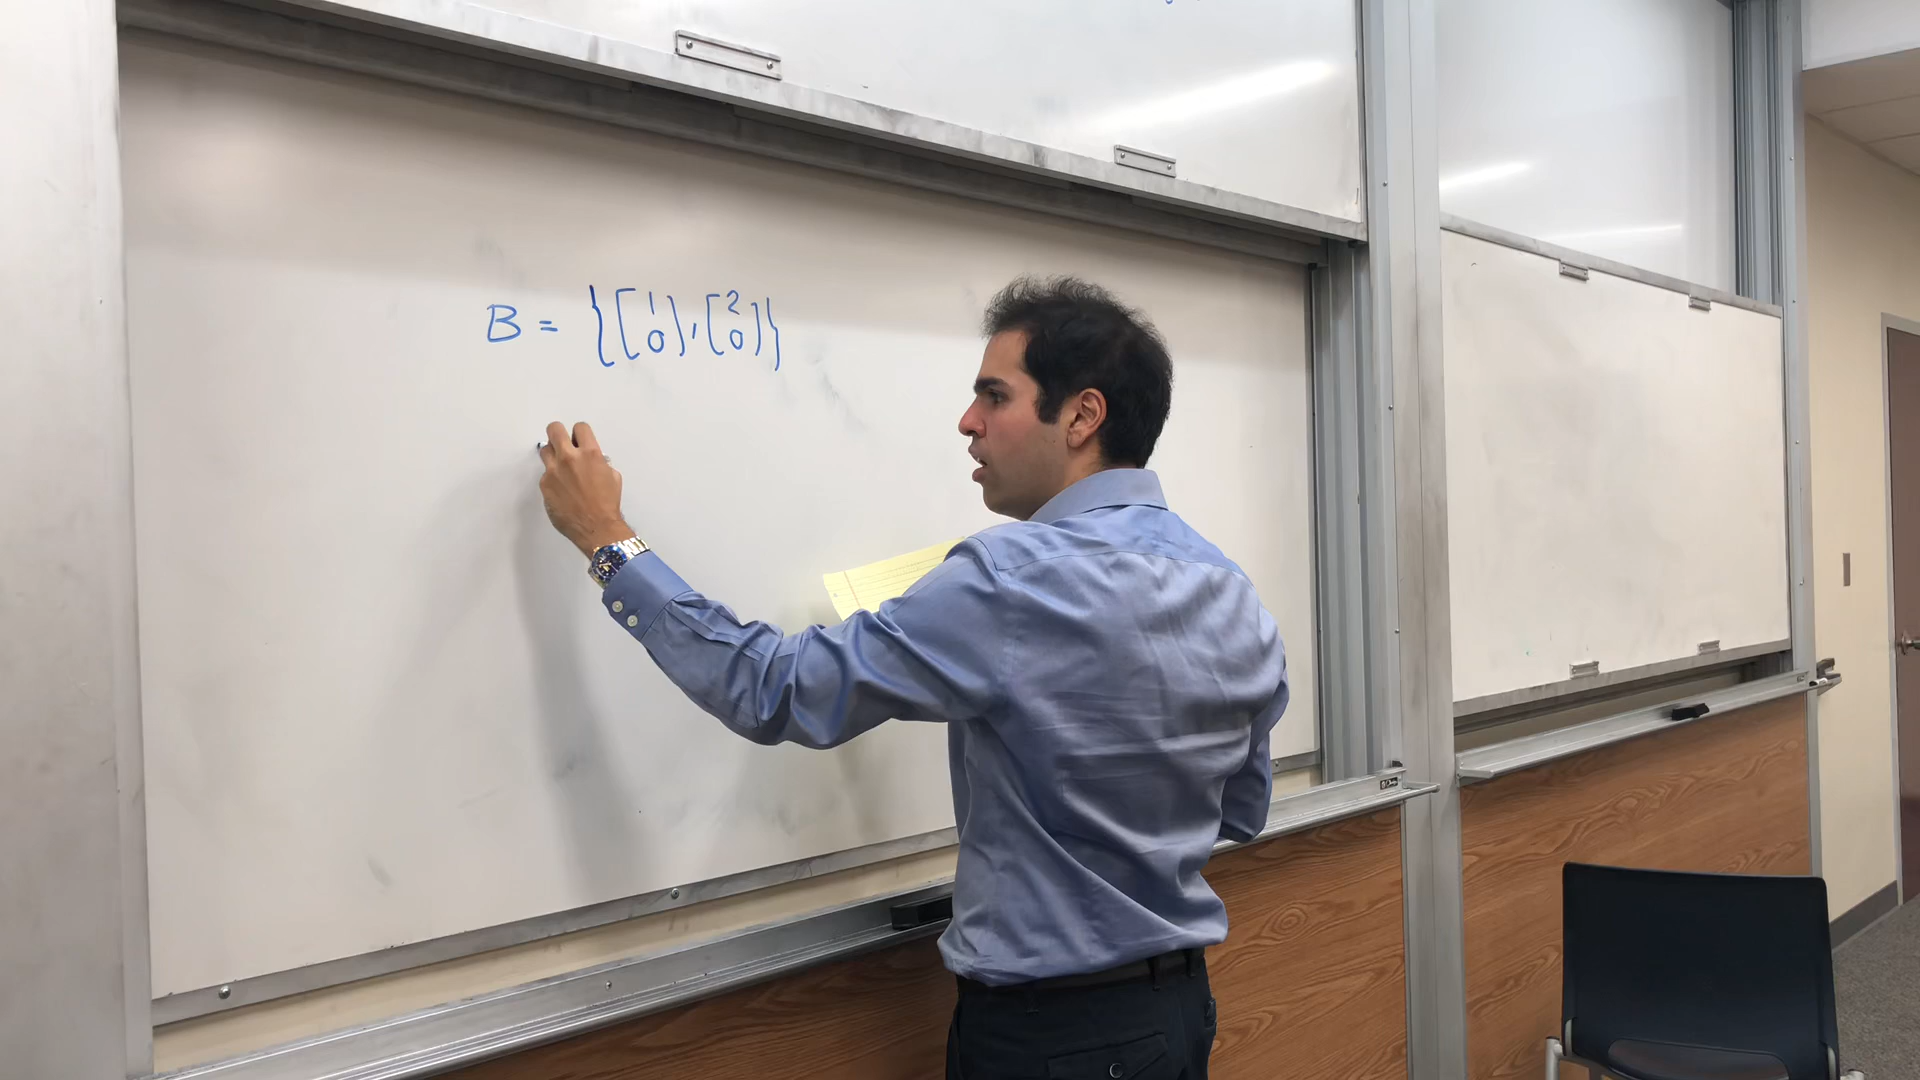 B = {[1 0], [2 0]}